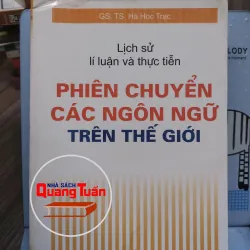 GS. TS. Hà Học Trạc
Lịch sử
lí luận và thực tiễn
PHIÊN CHUYỂN
CÁC NGÔN NGỮ
TRÊN THẾ GIỚI
NHÀ SÁCH
Quang Tuấn